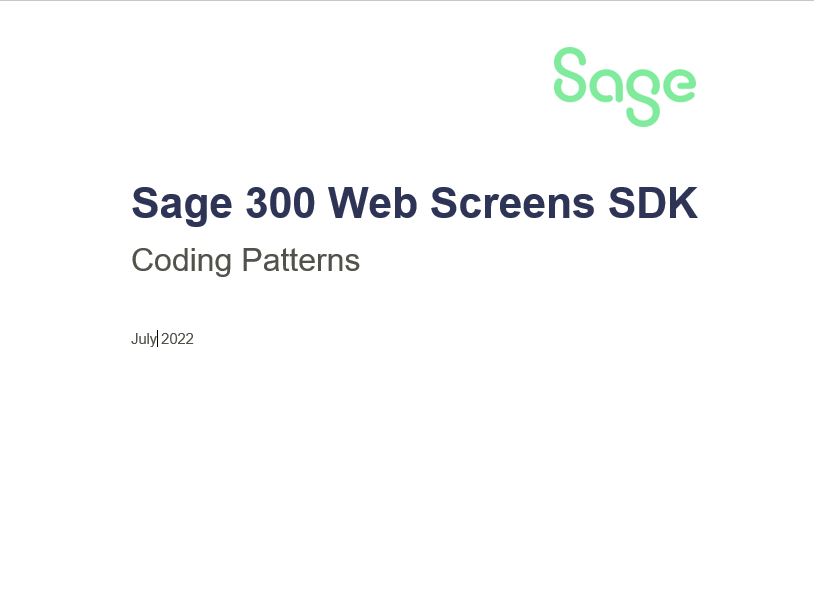 Sage
Sage 300 Web Screens SDK
Coding Patterns
July 2022